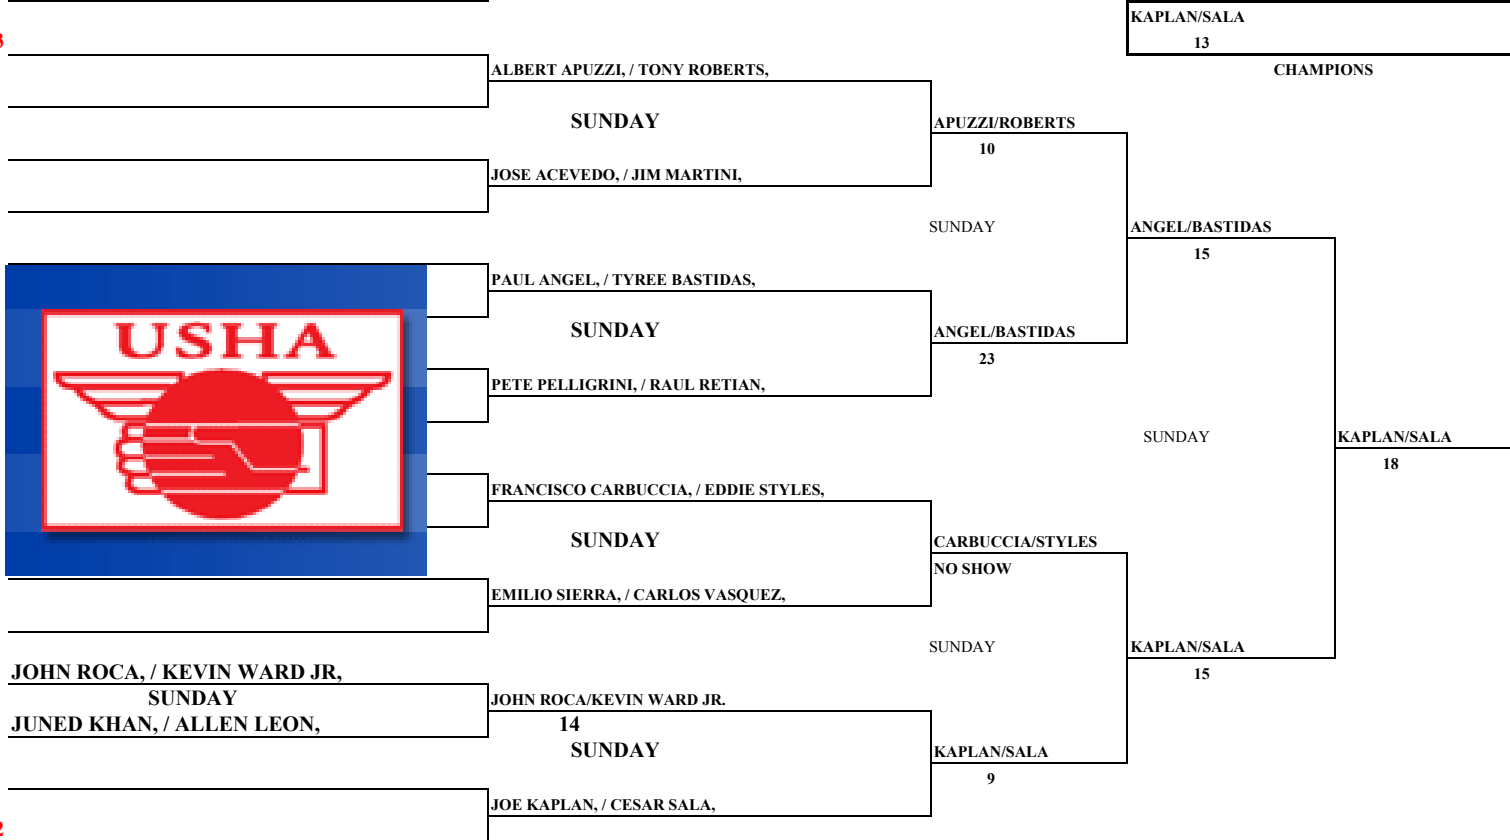 KAPLAN/SALA
3
13
ALBERT APUZZI, / TONY ROBERTS,
CHAMPIONS
SUNDAY
APUZZI/ROBERTS
10
JOSE ACEVEDO, / JIM MARTINI,
SUNDAY
ANGEL/BASTIDAS
15
PAUL ANGEL, / TYREE BASTIDAS,
USHA
SUNDAY
ANGEL/BASTIDAS
23
PETE PELLIGRINI, / RAUL RETIAN,
SUNDAY
KAPLAN/SALA
18
FRANCISCO CARBUCCIA, / EDDIE STYLES,
SUNDAY
CARBUCCIA/STYLES
NO SHOW
EMILIO SIERRA, / CARLOS VASQUEZ,
SUNDAY
KAPLAN/SALA
15
JOHN ROCA, / KEVIN WARD JR,
SUNDAY
JUNED KHAN, / ALLEN LEON,
JOHN ROCA/KEVIN WARD JR.
14
SUNDAY
KAPLAN/SALA
9
JOE KAPLAN, / CESAR SALA,
2